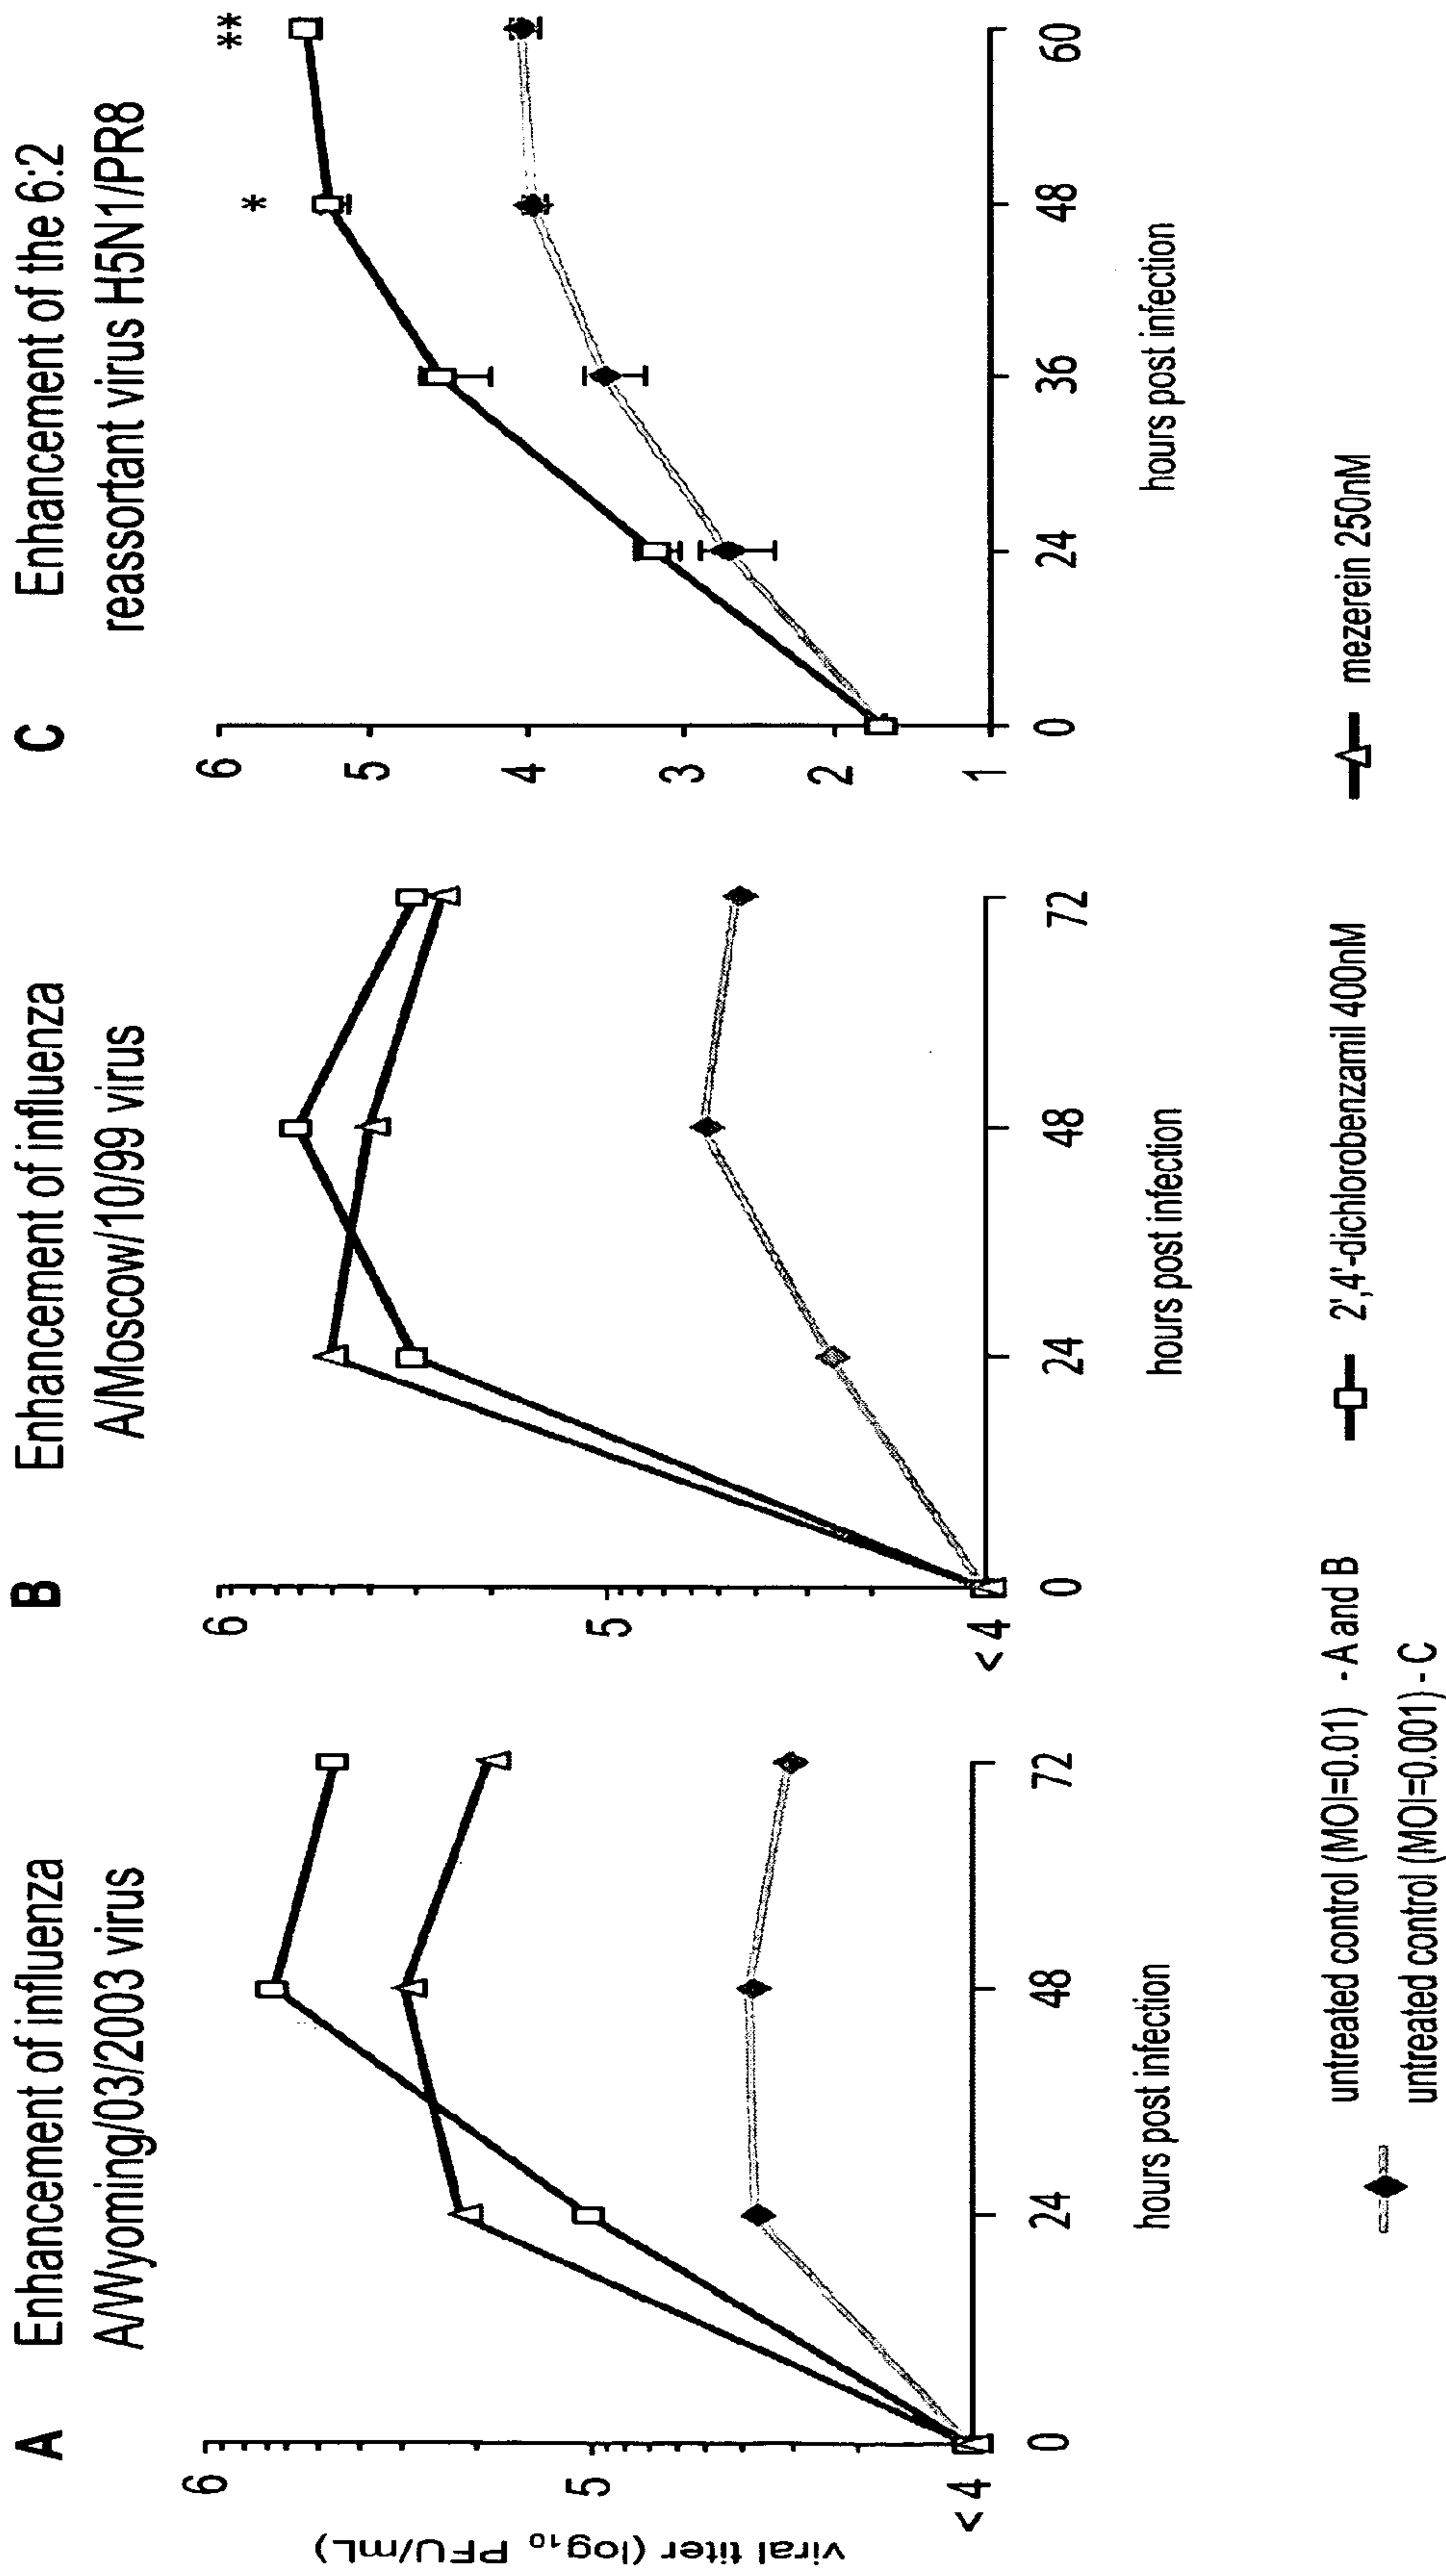 A Enhancement of influenza
A/Wyoming/03/2003 virus
viral titer (log10 PFU/mL)
6
5
< 4
0 24 48 72
hours post infection
B Enhancement of influenza
A/Moscow/10/99 virus
6
5
< 4
0 24 48 72
hours post infection
C Enhancement of the 6:2
reassortant virus H5N1/PR8
* **
6
5
4
3
2
1
0 24 36 48 60
hours post infection
untreated control (MOI=0.01) - A and B
untreated control (MOI=0.001) - C
2',4'-dichlorobenzamil 400nM
mezerein 250nM